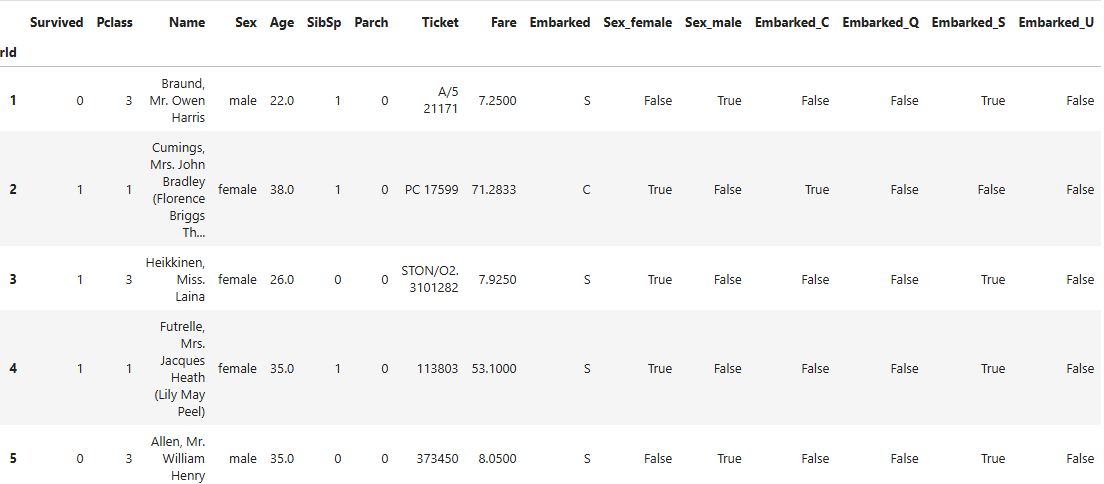 Survived Pclass Name Sex Age SibSp Parch Ticket Fare Embarked Sex_female Sex_male Embarked_C Embarked_Q Embarked_S Embarked_U
rId
1 0 3 Braund, Mr. Owen Harris male 22.0 1 0 A/5 21171 7.2500 S False True False False True False
2 1 1 Cumings, Mrs. John Bradley (Florence Briggs Th... female 38.0 1 0 PC 17599 71.2833 C True False True False False False
3 1 3 Heikkinen, Miss. Laina female 26.0 0 0 STON/O2. 3101282 7.9250 S True False False False True False
4 1 1 Futrelle, Mrs. Jacques Heath (Lily May Peel) female 35.0 1 0 113803 53.1000 S True False False False True False
5 0 3 Allen, Mr. William Henry male 35.0 0 0 373450 8.0500 S False True False False True False